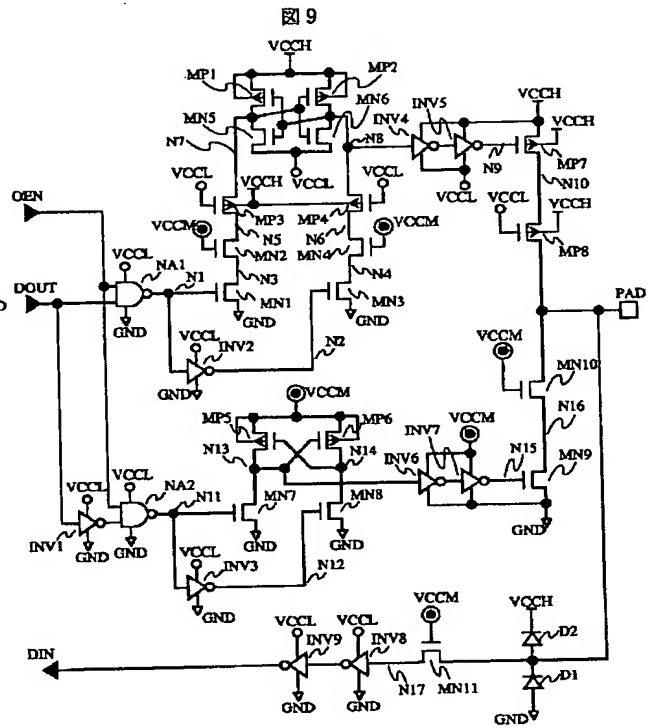 図9
VCCH
MP1
MP2
MN5
MN6
N7
N8
VCCL
INV4
INV5
VCCH
VCCH
N9
MP7
VCCL
N10
OEN
VCCL
VCCH
VCCL
MP3
MP4
VCCM
N5
N6
VCCM
MN2
MN4
VCCL
VCCH
MP8
VCCL
NA1
N1
N3
N4
DOUT
MN1
MN3
PAD
GND
GND
GND
VCCL
INV2
N2
GND
VCCM
MN10
VCCM
MP5
MP6
N16
N13
N14
INV6
INV7
VCCM
N15
MN9
VCCL
VCCL
NA2
N11
MN7
MN8
GND
GND
GND
INV1
GND
GND
VCCL
INV3
N12
GND
VCCM
VCCH
VCCL
VCCL
INV9
INV8
D2
DIN
N17
MN11
D1
GND
GND
GND